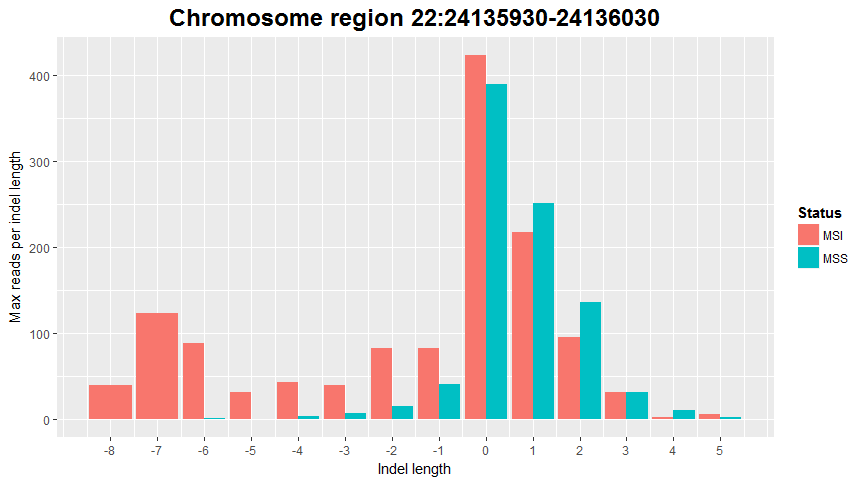 Chromosome region 22:24135930-24136030
Max reads per indel length
400
300
200
100
0
-8 -7 -6 -5 -4 -3 -2 -1 0 1 2 3 4 5
Indel length
Status
MSI
MSS